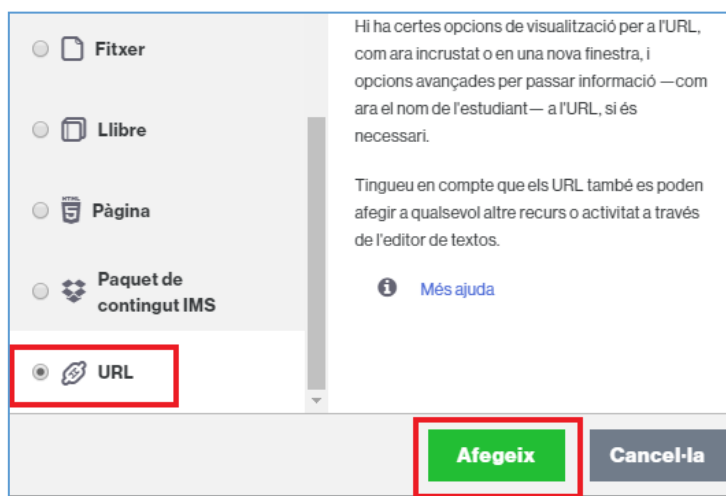 Fitxer
Llibre
HTML
5
Pàgina
Paquet de
contingut IMS
URL
Hi ha certes opcions de visualització per a l'URL,
com ara incrustat o en una nova finestra, i
opcions avançades per passar informació —com
ara el nom de l'estudiant— a l'URL, si és
necessari.
Tingueu en compte que els URL també es poden
afegir a qualsevol altre recurs o activitat a través
de l'editor de textos.
Més ajuda
Afegeix
Cancel·la